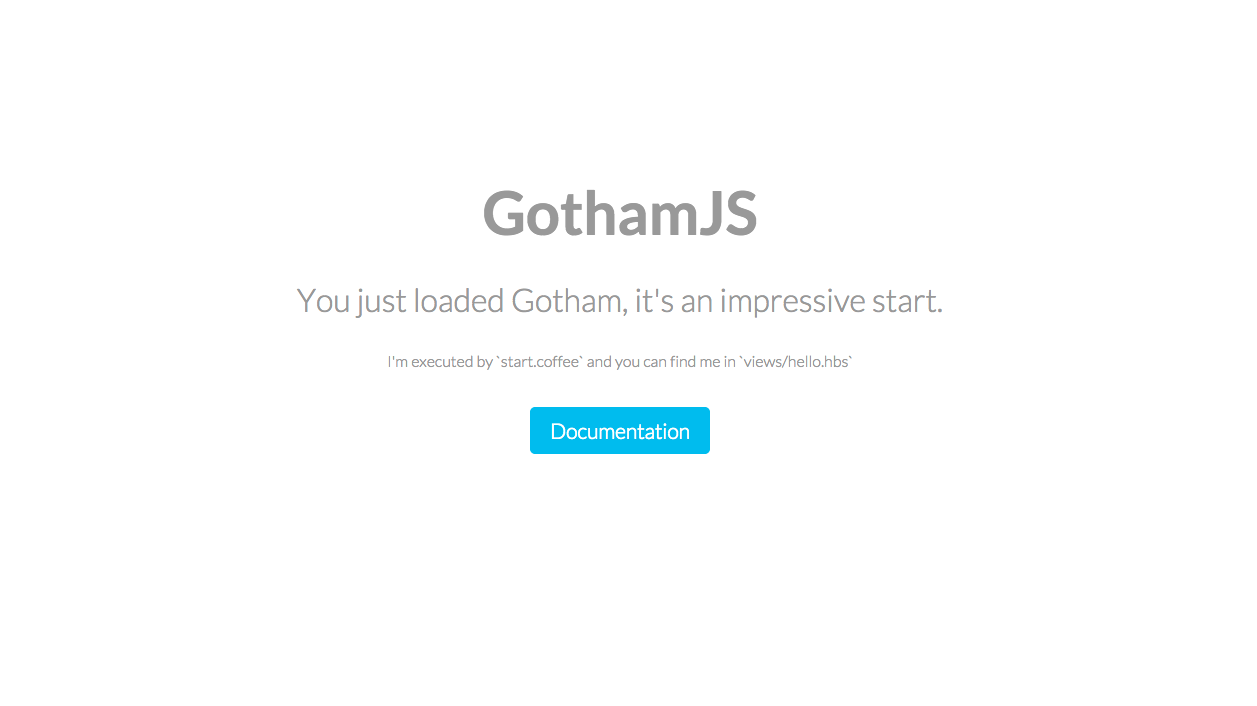 GothamJS
You just loaded Gotham, it's an impressive start.
I'm executed by `start.coffee` and you can find me in `views/hello.hbs`
Documentation